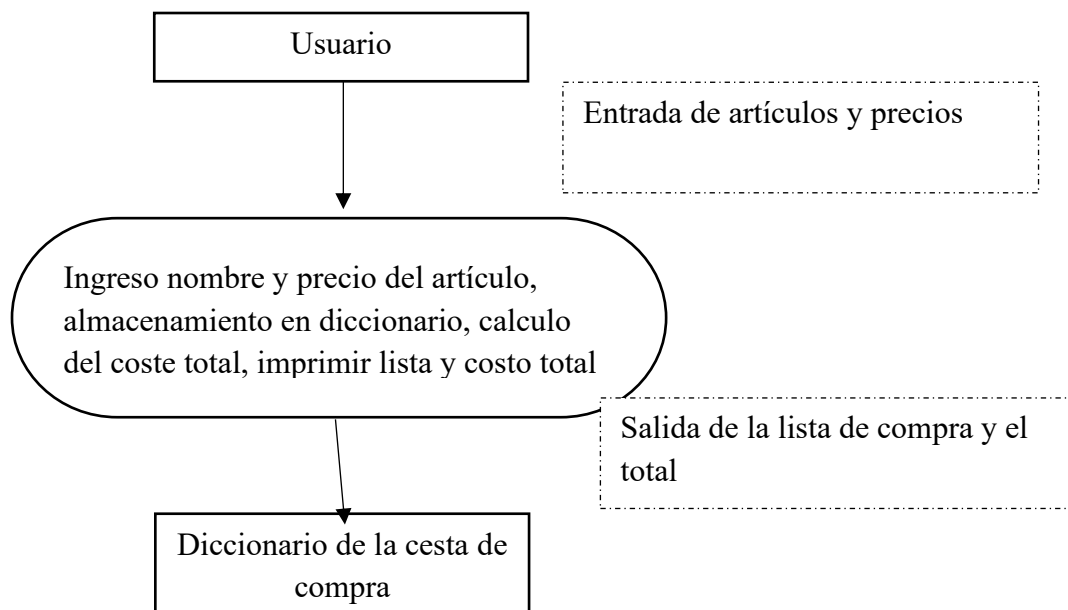 Usuario
Entrada de artículos y precios
Ingreso nombre y precio del artículo,
almacenamiento en diccionario, calculo
del coste total, imprimir lista y costo total
Salida de la lista de compra y el
total
Diccionario de la cesta de
compra